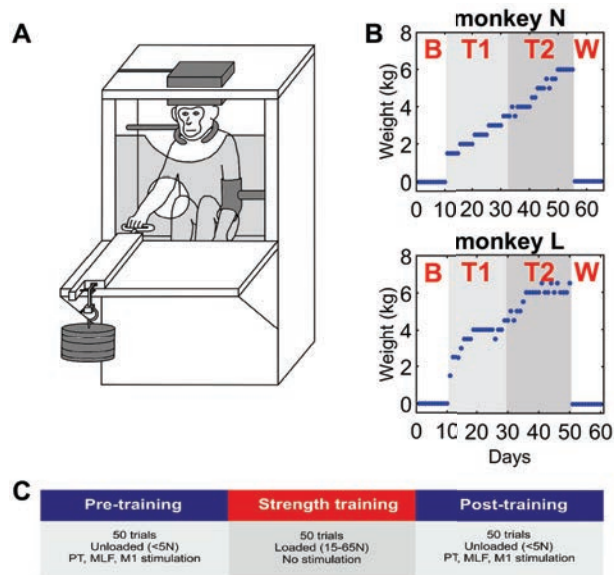 A
B
monkey N
B T1 T2 W
Weight (kg)
6
4
2
0
0 10 20 30 40 50 60
monkey L
B T1 T2 W
Weight (kg)
6
4
2
0
0 10 20 30 40 50 60
Days
C
Pre-training Strength training Post-training
50 trials 50 trials 50 trials
Unloaded (<5N) Loaded (15-65N) Unloaded (<5N)
PT, MLF, M1 stimulation No stimulation PT, MLF, M1 stimulation